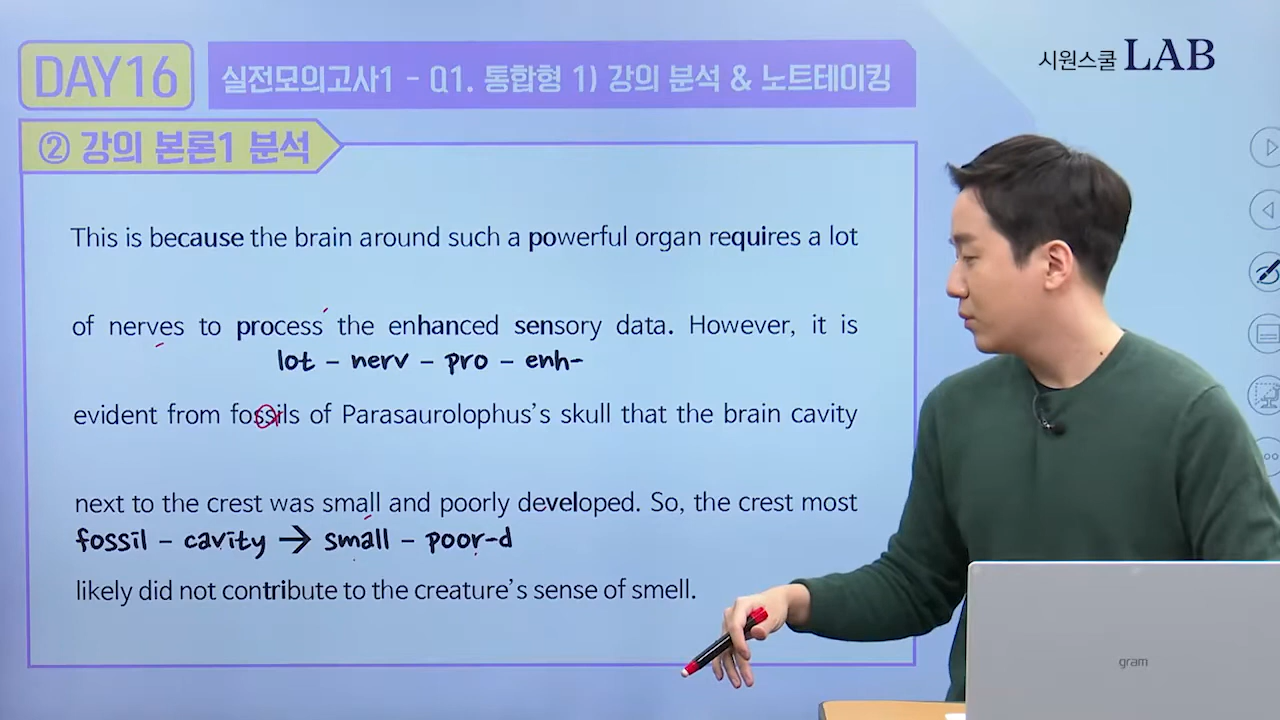 DAY16
실전모의고사1 - Q1. 통합형 1) 강의 분석 & 노트테이킹
시원스쿨 LAB
② 강의 본론1 분석
This is because the brain around such a powerful organ requires a lot
of nerves to process the enhanced sensory data. However, it is
lot – nerv – pro – enh-
evident from fossils of Parasaurolophus's skull that the brain cavity
next to the crest was small and poorly developed. So, the crest most
fossil – cavity → small – poor-d
likely did not contribute to the creature's sense of smell.
gram